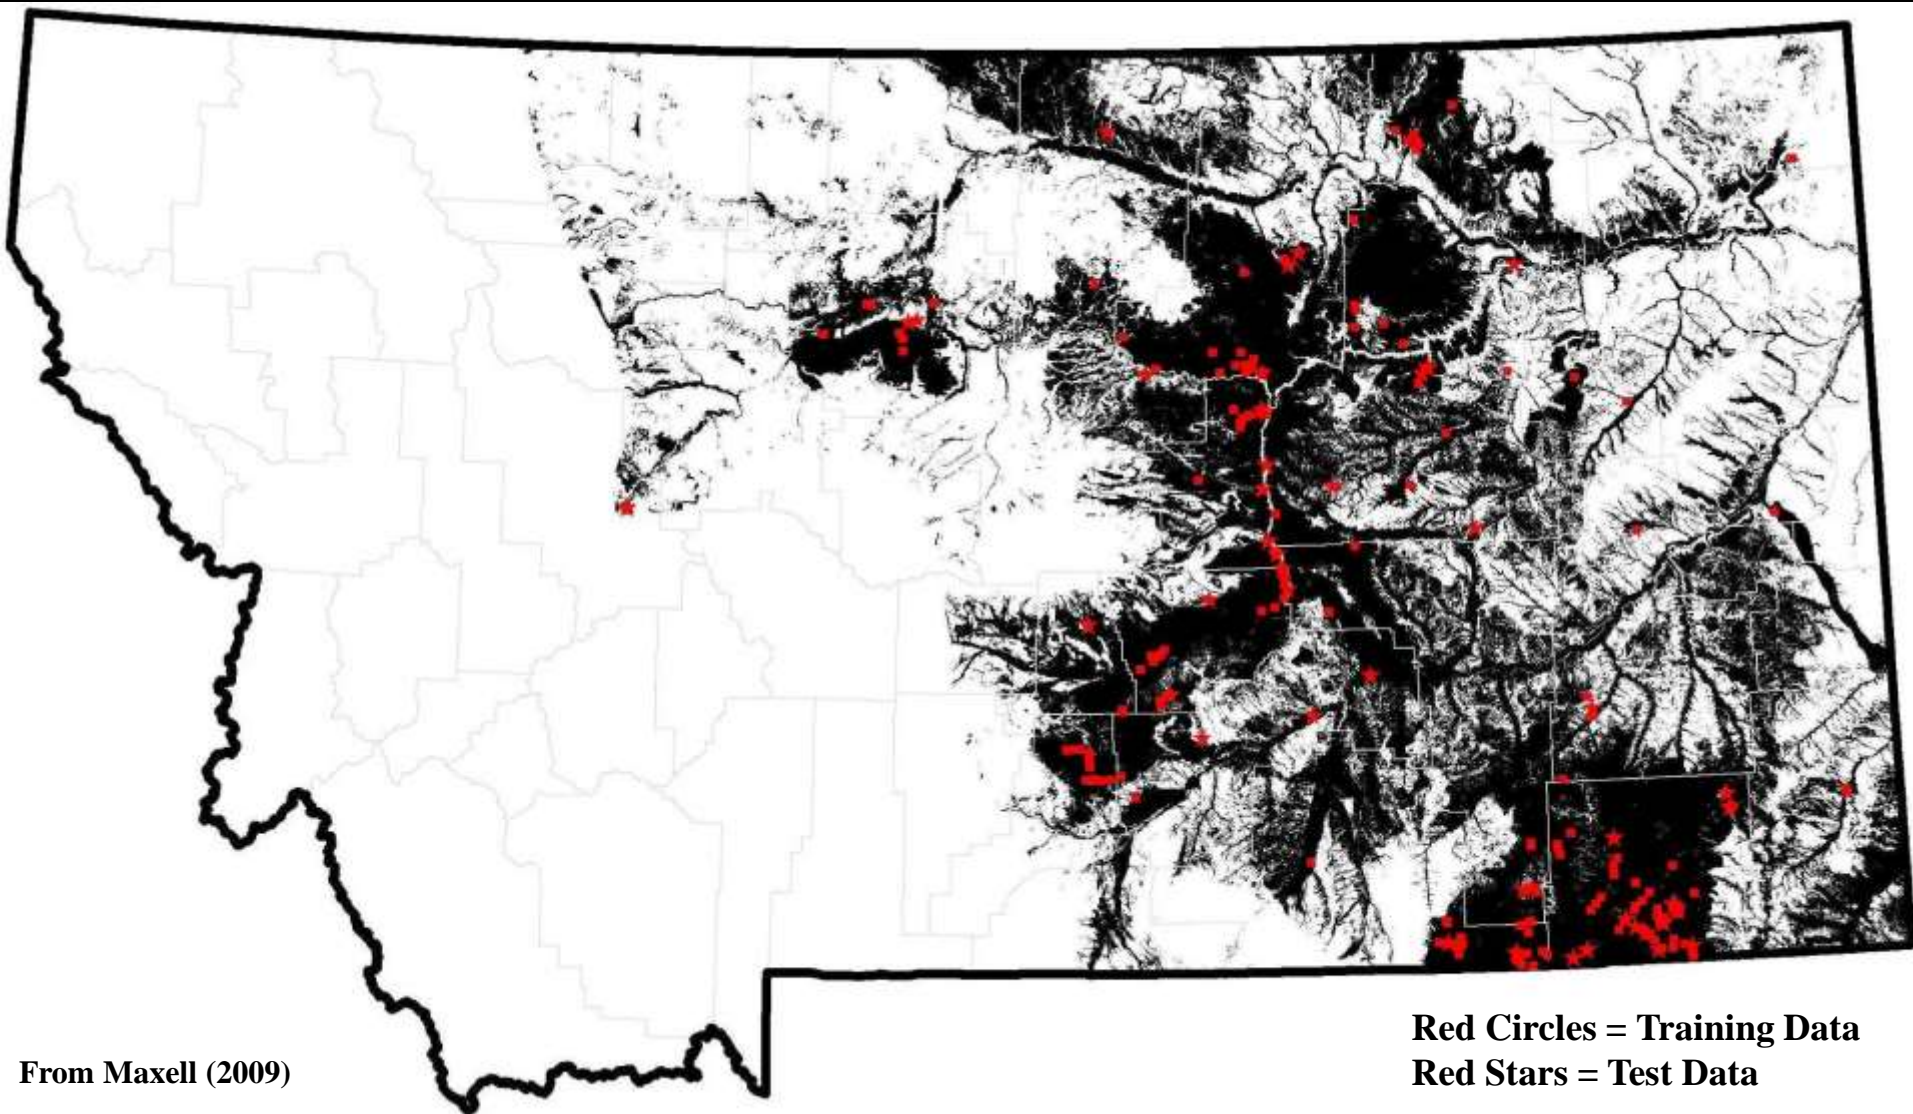 Red Circles = Training Data
Red Stars = Test Data
From Maxell (2009)